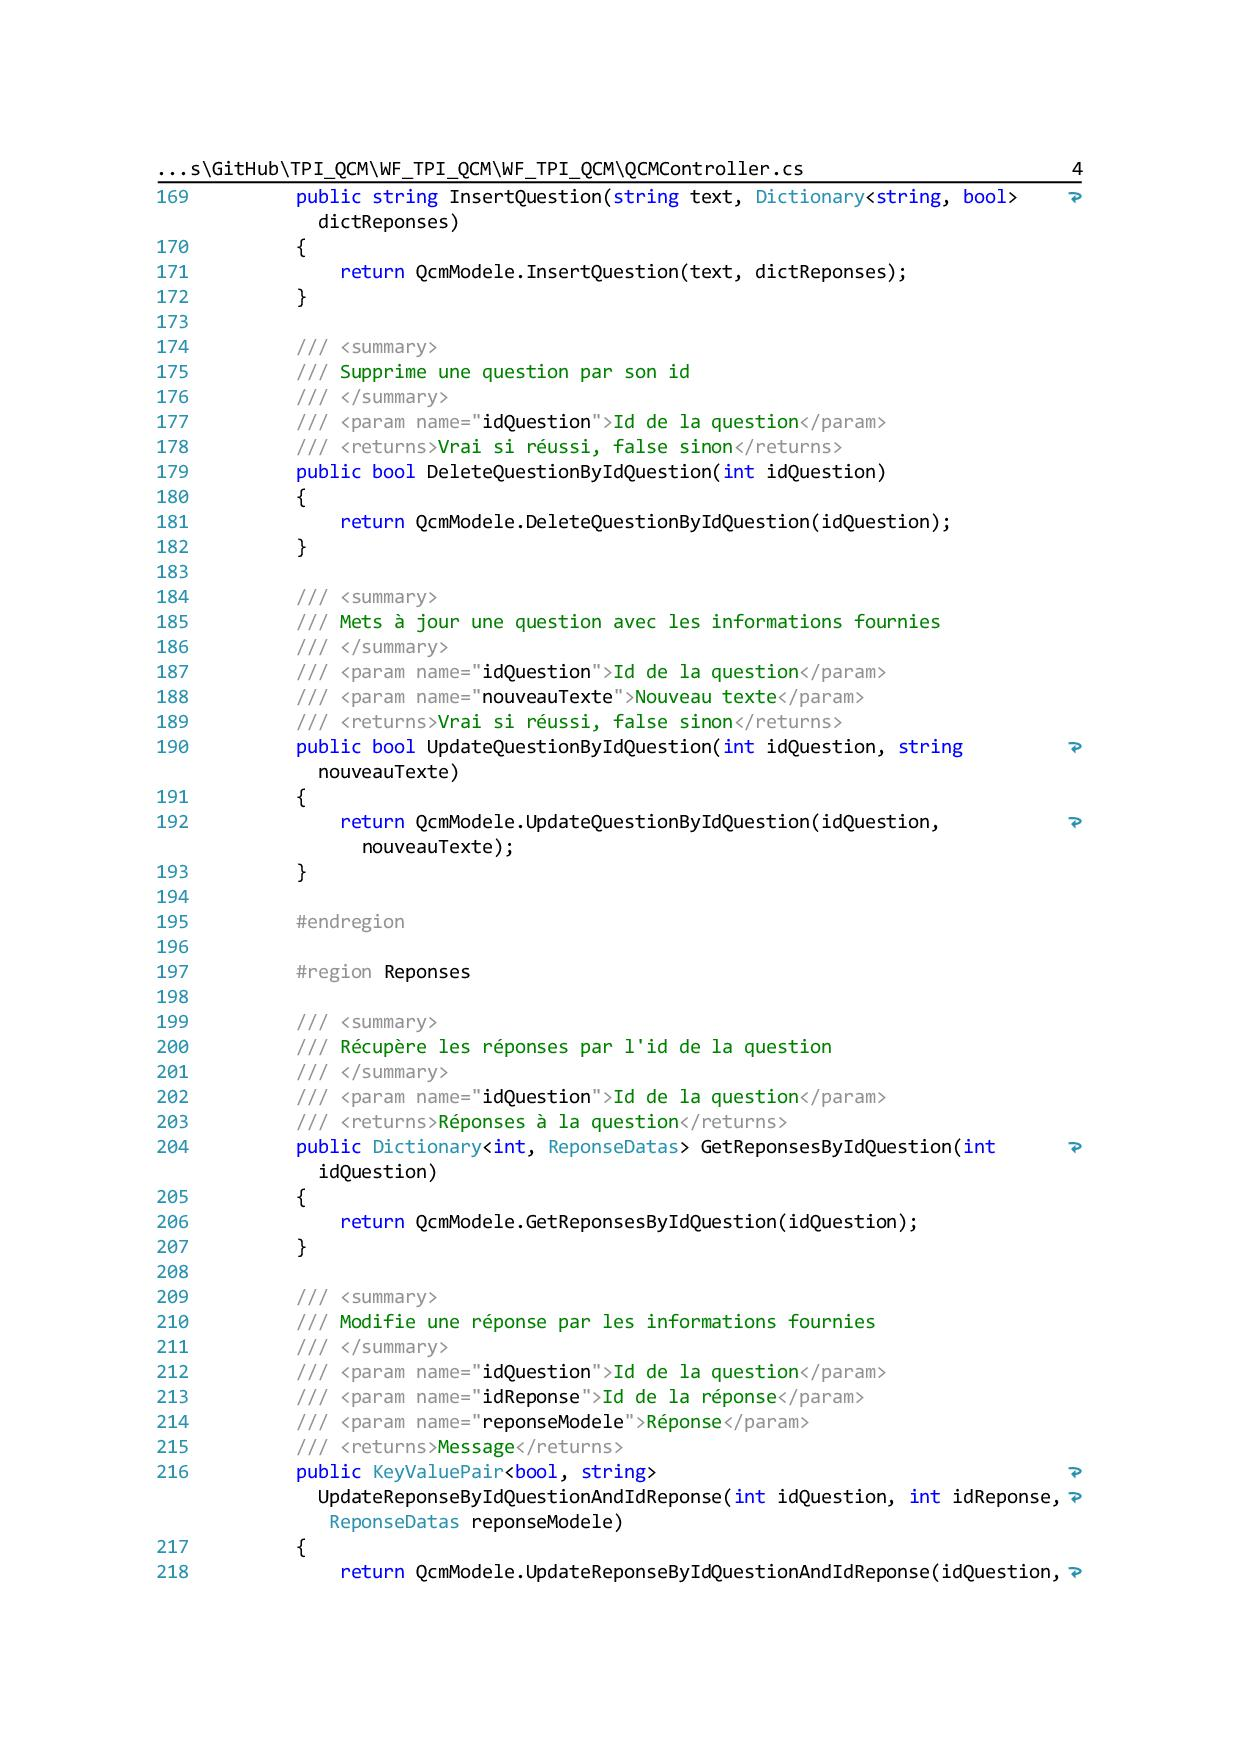 ...s\GitHub\TPI_QCM\WF_TPI_QCM\WF_TPI_QCM\QCMController.cs 4
169 public string InsertQuestion(string text, Dictionary<string, bool>
dictReponses)
170 {
171 return QcmModele.InsertQuestion(text, dictReponses);
172 }
173
174 /// <summary>
175 /// Supprime une question par son id
176 /// </summary>
177 /// <param name="idQuestion">Id de la question</param>
178 /// <returns>Vrai si réussi, false sinon</returns>
179 public bool DeleteQuestionByIdQuestion(int idQuestion)
180 {
181 return QcmModele.DeleteQuestionByIdQuestion(idQuestion);
182 }
183
184 /// <summary>
185 /// Mets à jour une question avec les informations fournies
186 /// </summary>
187 /// <param name="idQuestion">Id de la question</param>
188 /// <param name="nouveauTexte">Nouveau texte</param>
189 /// <returns>Vrai si réussi, false sinon</returns>
190 public bool UpdateQuestionByIdQuestion(int idQuestion, string
nouveauTexte)
191 {
192 return QcmModele.UpdateQuestionByIdQuestion(idQuestion,
nouveauTexte);
193 }
194
195 #endregion
196
197 #region Reponses
198
199 /// <summary>
200 /// Récupère les réponses par l'id de la question
201 /// </summary>
202 /// <param name="idQuestion">Id de la question</param>
203 /// <returns>Réponses à la question</returns>
204 public Dictionary<int, ReponseDatas> GetReponsesByIdQuestion(int
idQuestion)
205 {
206 return QcmModele.GetReponsesByIdQuestion(idQuestion);
207 }
208
209 /// <summary>
210 /// Modifie une réponse par les informations fournies
211 /// </summary>
212 /// <param name="idQuestion">Id de la question</param>
213 /// <param name="idReponse">Id de la réponse</param>
214 /// <param name="reponseModele">Réponse</param>
215 /// <returns>Message</returns>
216 public KeyValuePair<bool, string>
UpdateReponseByIdQuestionAndIdReponse(int idQuestion, int idReponse,
ReponseDatas reponseModele)
217 {
218 return QcmModele.UpdateReponseByIdQuestionAndIdReponse(idQuestion,